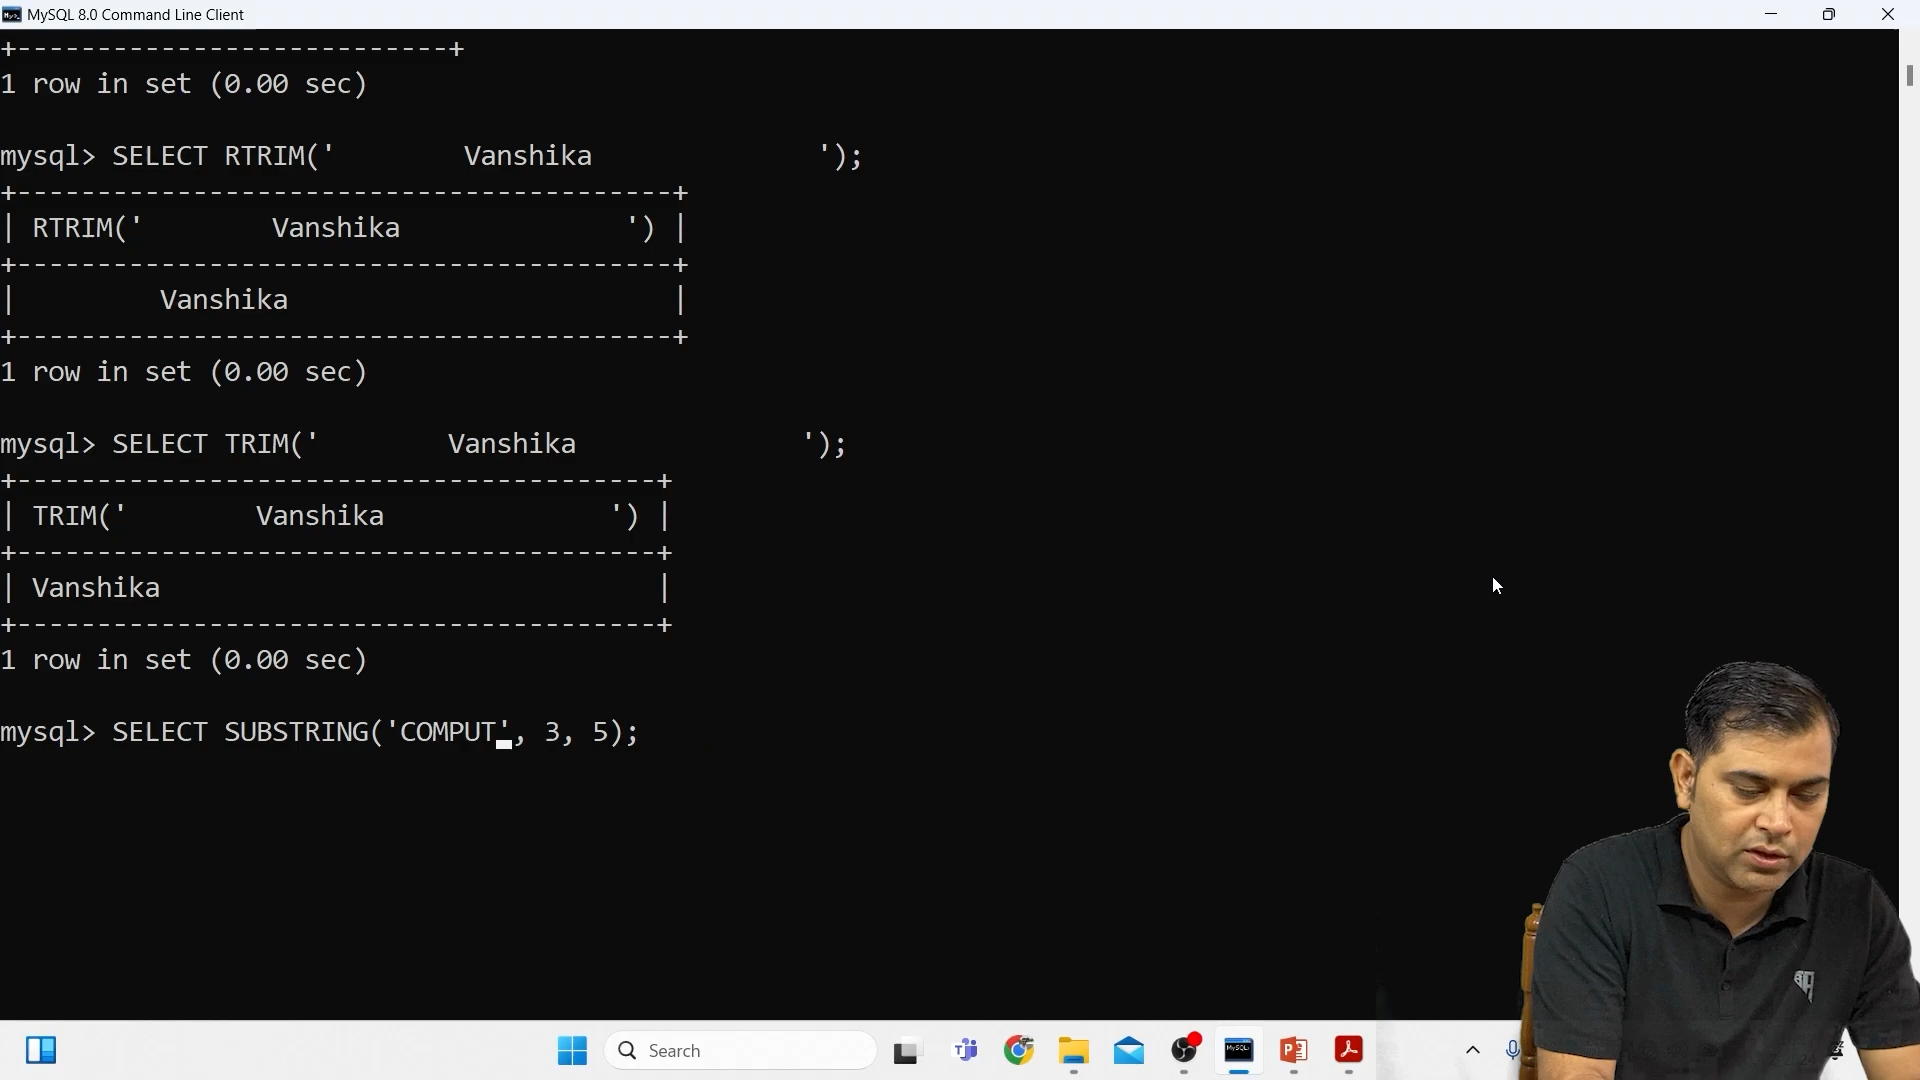 MySQL 8.0 Command Line Client
+---------------------------+
1 row in set (0.00 sec)
mysql> SELECT RTRIM('        Vanshika              ');
+-----------------------------------------+
| RTRIM('        Vanshika              ') |
+-----------------------------------------+
|         Vanshika                        |
+-----------------------------------------+
1 row in set (0.00 sec)
mysql> SELECT TRIM('        Vanshika              ');
+----------------------------------------+
| TRIM('        Vanshika              ') |
+----------------------------------------+
| Vanshika                               |
+----------------------------------------+
1 row in set (0.00 sec)
mysql> SELECT SUBSTRING('COMPUT', 3, 5);
Search